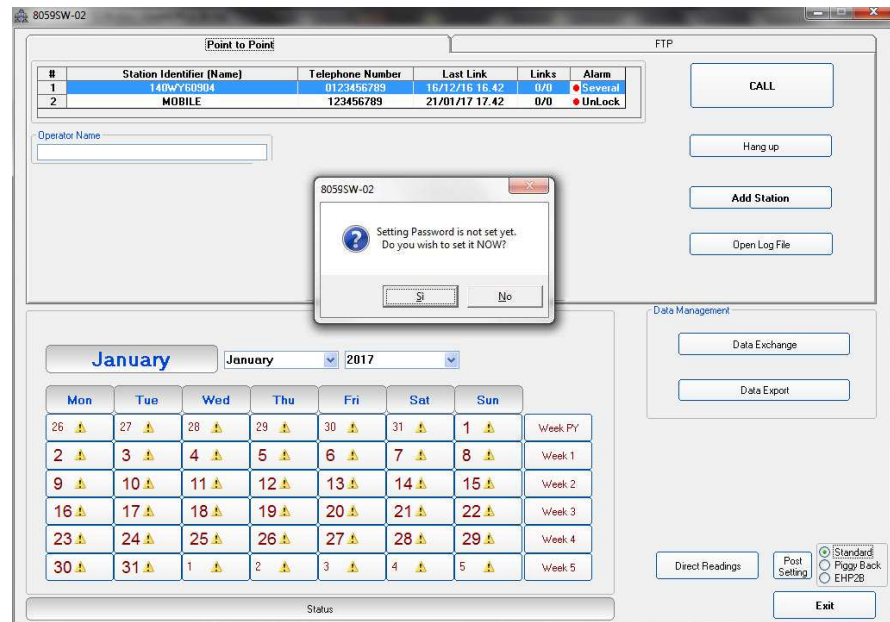 8059SW-02
Point to Point
FTP
# Station Identifier (Name) Telephone Number Last Link Links Alarm
1 140WY60904 0123456789 16/12/16 16.42 0/0 Several
2 MOBILE 123456789 21/01/17 17.42 0/0 UnLock
Operator Name
CALL
Hang up
Add Station
Open Log File
8059SW-02
Setting Password is not set yet.
Do you wish to set it NOW?
Sì
No
January
January
2017
Mon Tue Wed Thu Fri Sat Sun
26 27 28 29 30 31 1 Week PY
2 3 4 5 6 7 8 Week 1
9 10 11 12 13 14 15 Week 2
16 17 18 19 20 21 22 Week 3
23 24 25 26 27 28 29 Week 4
30 31 1 2 3 4 5 Week 5
Status
Data Management
Data Exchange
Data Export
Direct Readings
Post
Setting
Standard
Piggy Back
EHP2B
Exit